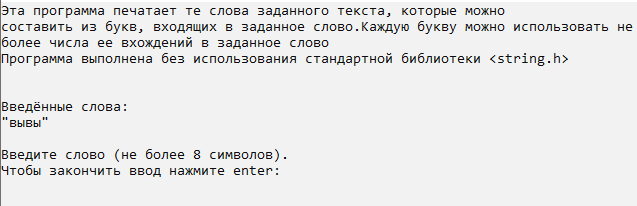 Эта программа печатает те слова заданного текста, которые можно
составить из букв, входящих в заданное слово.Каждую букву можно использовать не
более числа ее вхождений в заданное слово
Программа выполнена без использования стандартной библиотеки <string.h>
Введённые слова:
"вывы"
Введите слово (не более 8 символов).
Чтобы закончить ввод нажмите enter: